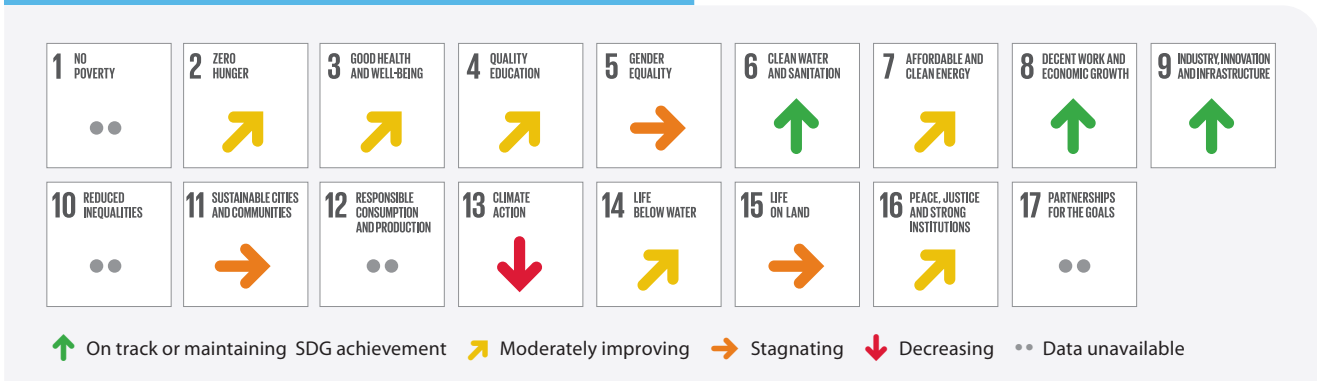 1 NO
POVERTY
2 ZERO
HUNGER
3 GOOD HEALTH
AND WELL-BEING
4 QUALITY
EDUCATION
5 GENDER
EQUALITY
6 CLEAN WATER
AND SANITATION
7 AFFORDABLE AND
CLEAN ENERGY
8 DECENT WORK AND
ECONOMIC GROWTH
9 INDUSTRY, INNOVATION
AND INFRASTRUCTURE
10 REDUCED
INEQUALITIES
11 SUSTAINABLE CITIES
AND COMMUNITIES
12 RESPONSIBLE
CONSUMPTION
AND PRODUCTION
13 CLIMATE
ACTION
14 LIFE
BELOW WATER
15 LIFE
ON LAND
16 PEACE, JUSTICE
AND STRONG
INSTITUTIONS
17 PARTNERSHIPS
FOR THE GOALS
On track or maintaining SDG achievement Moderately improving Stagnating Decreasing Data unavailable